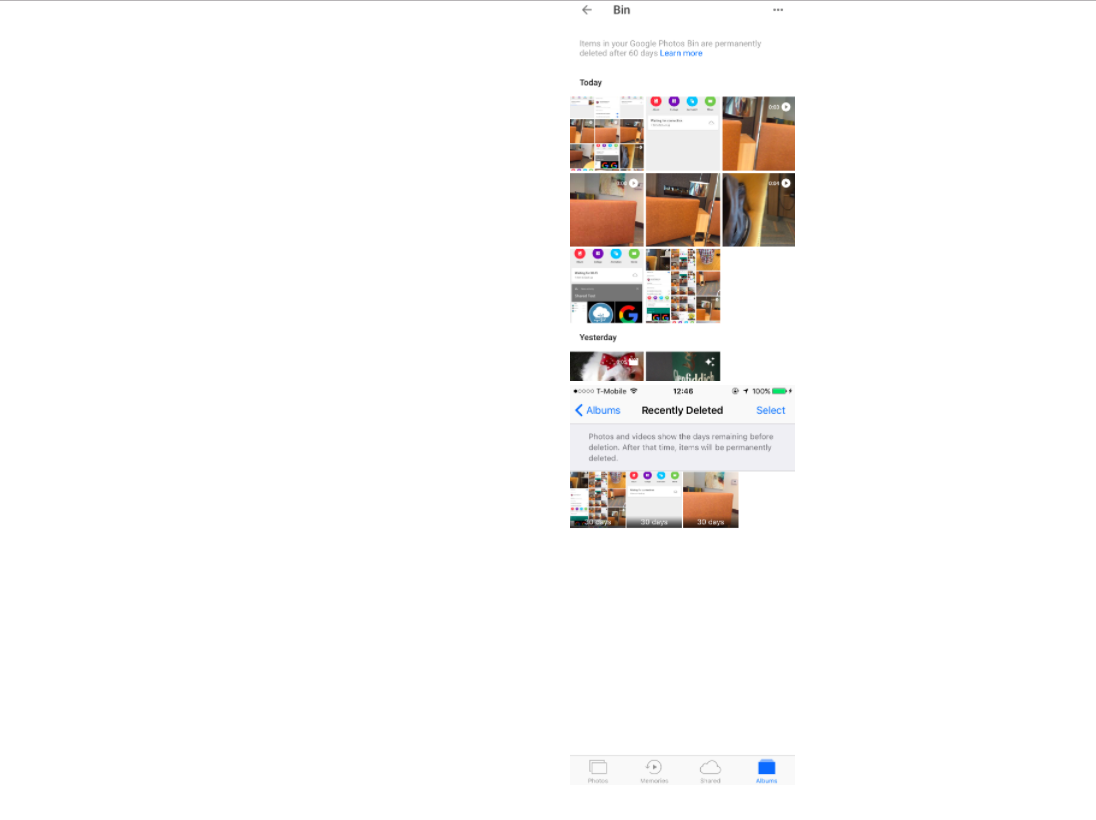 Bin
Items in your Google Photos Bin are permanently
deleted after 60 days Learn more
Today
0:03
0:04
Shared Test
G
Yesterday
T-Mobile
12:46
100%
Albums
Recently Deleted
Select
Photos and videos show the days remaining before
deletion. After that time, items will be permanently
deleted.
30 days
30 days
30 days
Photos
Memories
Shared
Albums